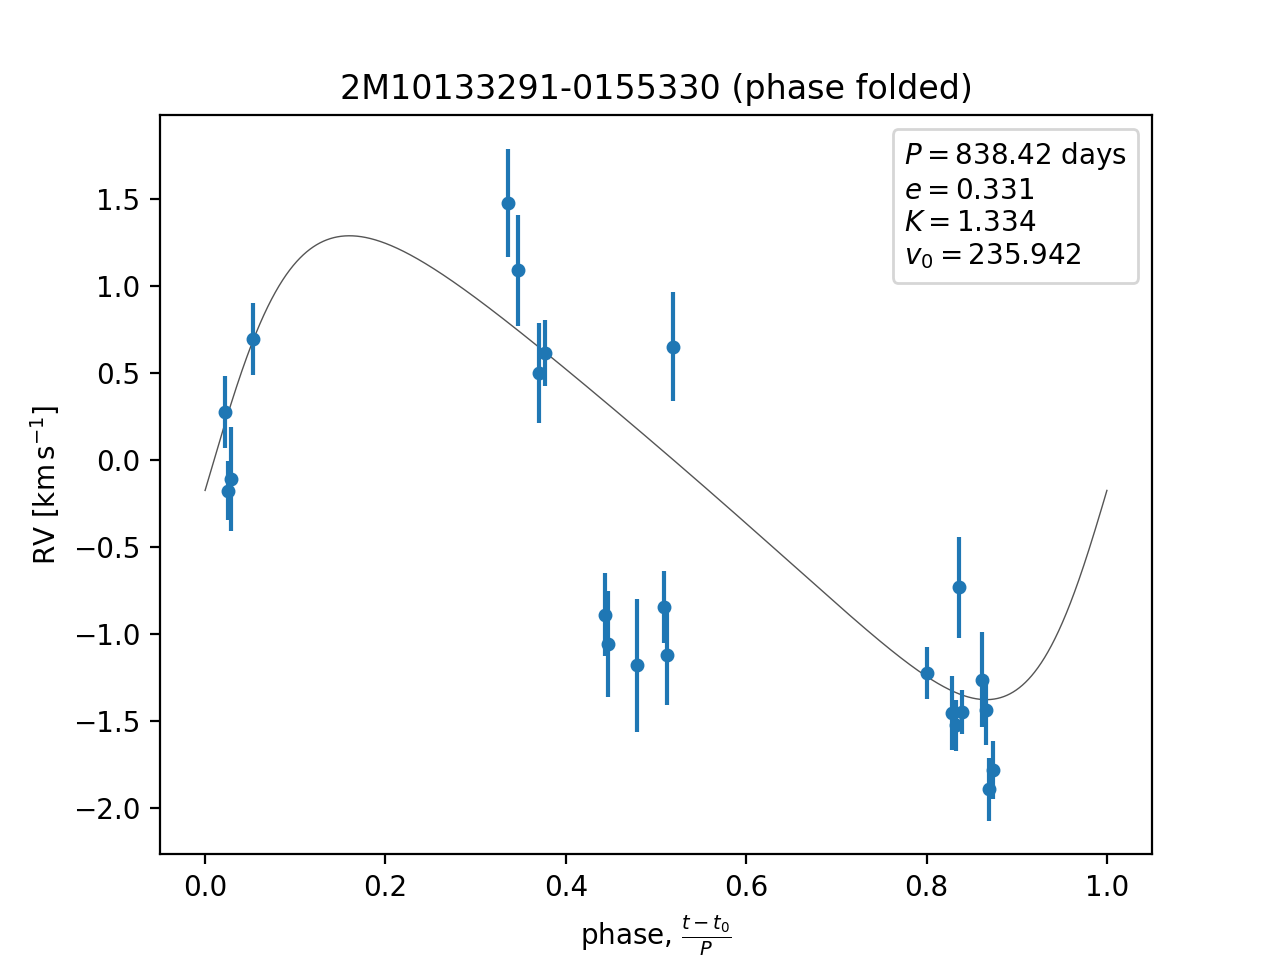 2M10133291-0155330 (phase folded)
P = 838.42 days
e = 0.331
K = 1.334
v₀ = 235.942
RV [km s⁻¹]
1.5
1.0
0.5
0.0
−0.5
−1.0
−1.5
−2.0
0.0 0.2 0.4 0.6 0.8 1.0
phase, (t − t₀)/P